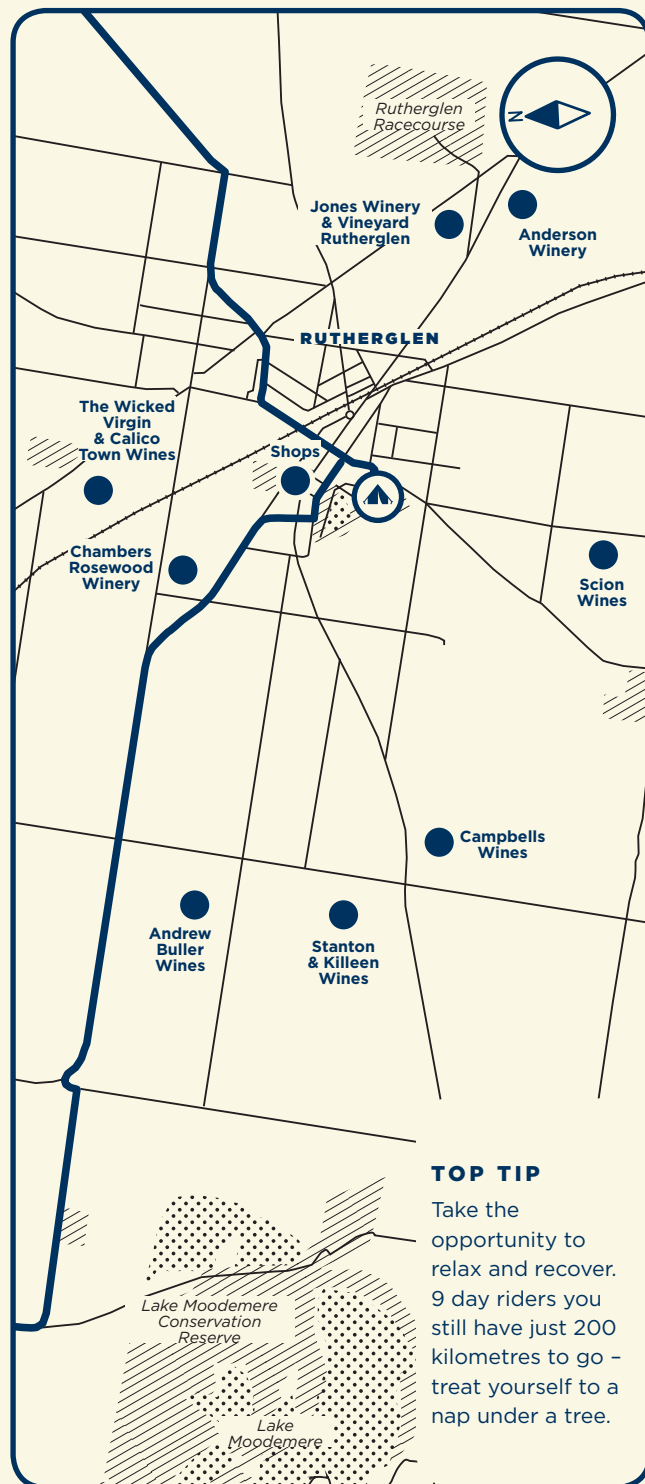 Rutherglen
Racecourse
N
Jones Winery
& Vineyard
Rutherglen
Anderson
Winery
RUTHERGLEN
The Wicked
Virgin
& Calico
Town Wines
Shops
Chambers
Rosewood
Winery
Scion
Wines
Campbells
Wines
Andrew
Buller
Wines
Stanton
& Killeen
Wines
TOP TIP
Take the
opportunity to
relax and recover.
9 day riders you
still have just 200
kilometres to go –
treat yourself to a
nap under a tree.
Lake Moodemere
Conservation
Reserve
Lake
Moodemere